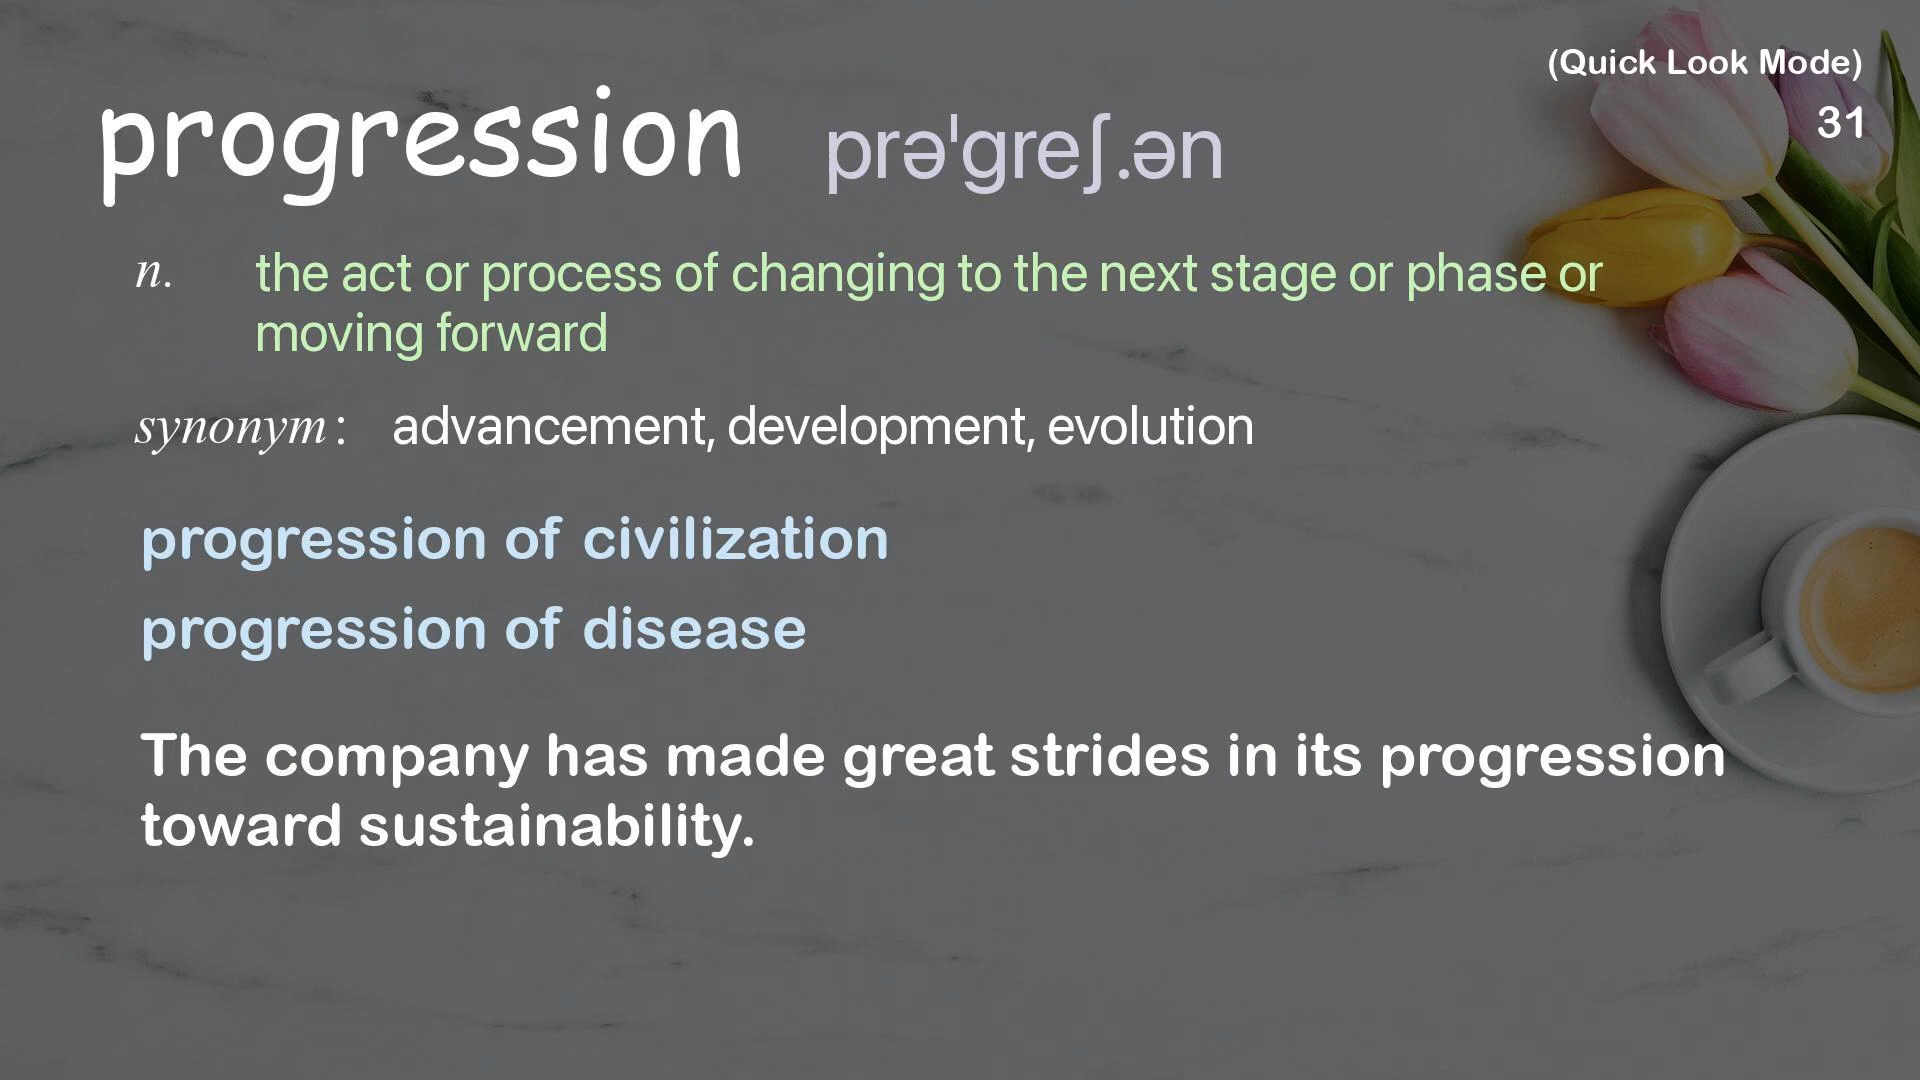 (Quick Look Mode)
31
progression prəˈgreʃ.ən
n. the act or process of changing to the next stage or phase or
moving forward
synonym: advancement, development, evolution
progression of civilization
progression of disease
The company has made great strides in its progression
toward sustainability.